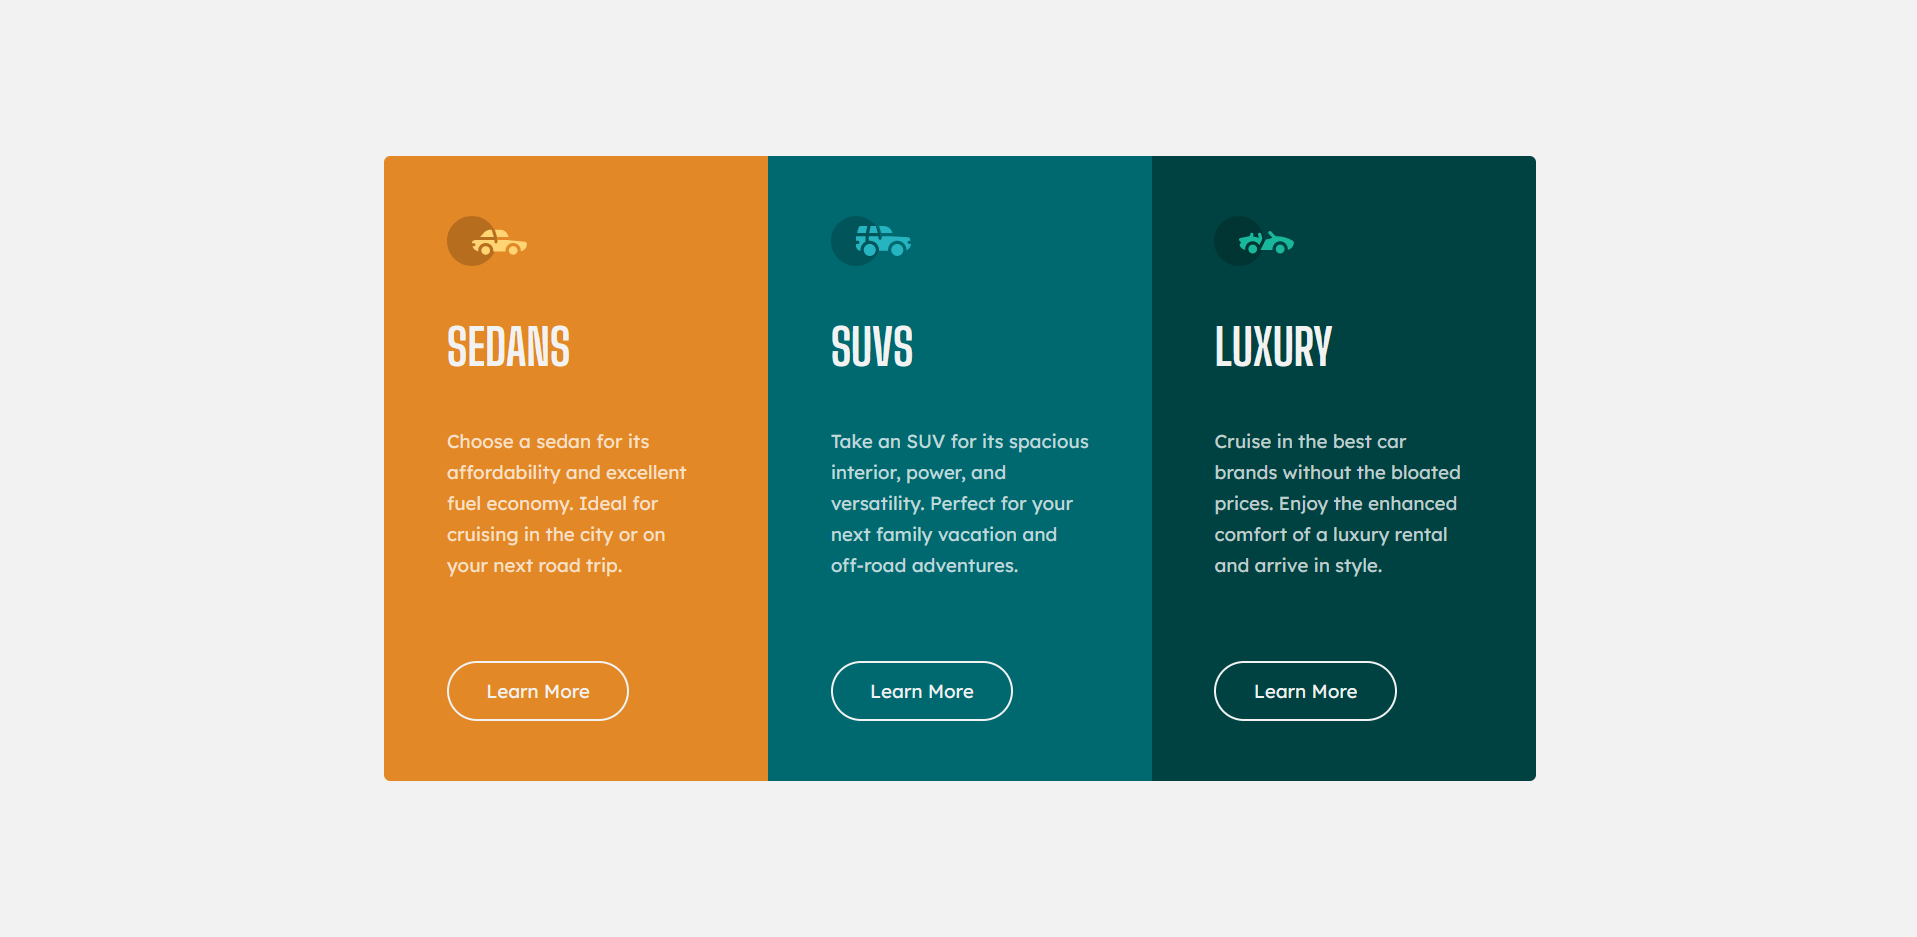 SEDANS
Choose a sedan for its
affordability and excellent
fuel economy. Ideal for
cruising in the city or on
your next road trip.
Learn More
SUVS
Take an SUV for its spacious
interior, power, and
versatility. Perfect for your
next family vacation and
off-road adventures.
Learn More
LUXURY
Cruise in the best car
brands without the bloated
prices. Enjoy the enhanced
comfort of a luxury rental
and arrive in style.
Learn More